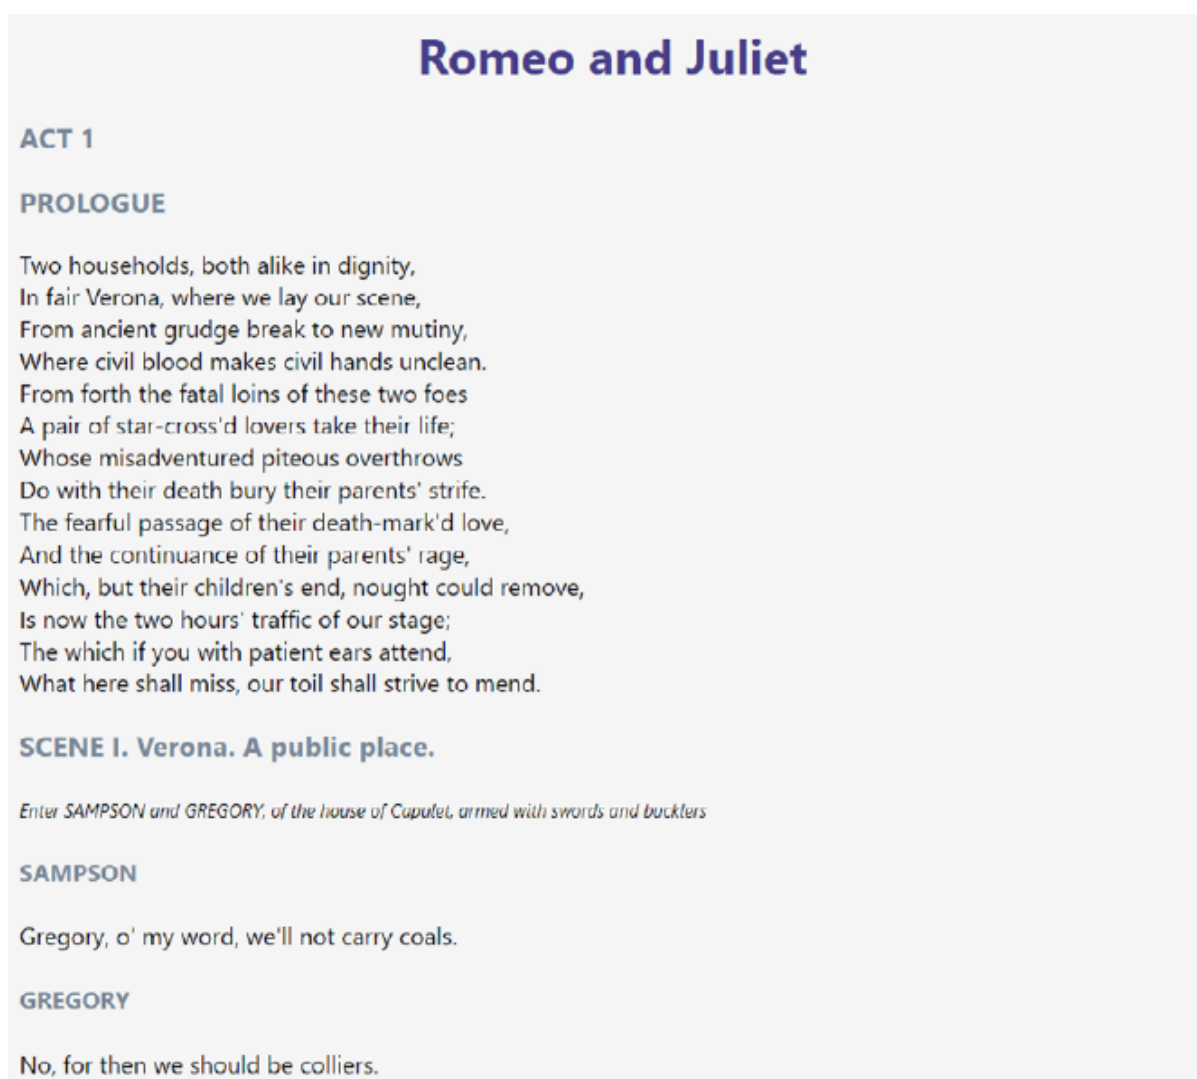 Romeo and Juliet
ACT 1
PROLOGUE
Two households, both alike in dignity,
In fair Verona, where we lay our scene,
From ancient grudge break to new mutiny,
Where civil blood makes civil hands unclean.
From forth the fatal loins of these two foes
A pair of star-cross'd lovers take their life;
Whose misadventured piteous overthrows
Do with their death bury their parents' strife.
The fearful passage of their death-mark'd love,
And the continuance of their parents' rage,
Which, but their children's end, nought could remove,
Is now the two hours' traffic of our stage;
The which if you with patient ears attend,
What here shall miss, our toil shall strive to mend.
SCENE I. Verona. A public place.
Enter SAMPSON and GREGORY, of the house of Capulet, armed with swords and bucklers
SAMPSON
Gregory, o' my word, we'll not carry coals.
GREGORY
No, for then we should be colliers.